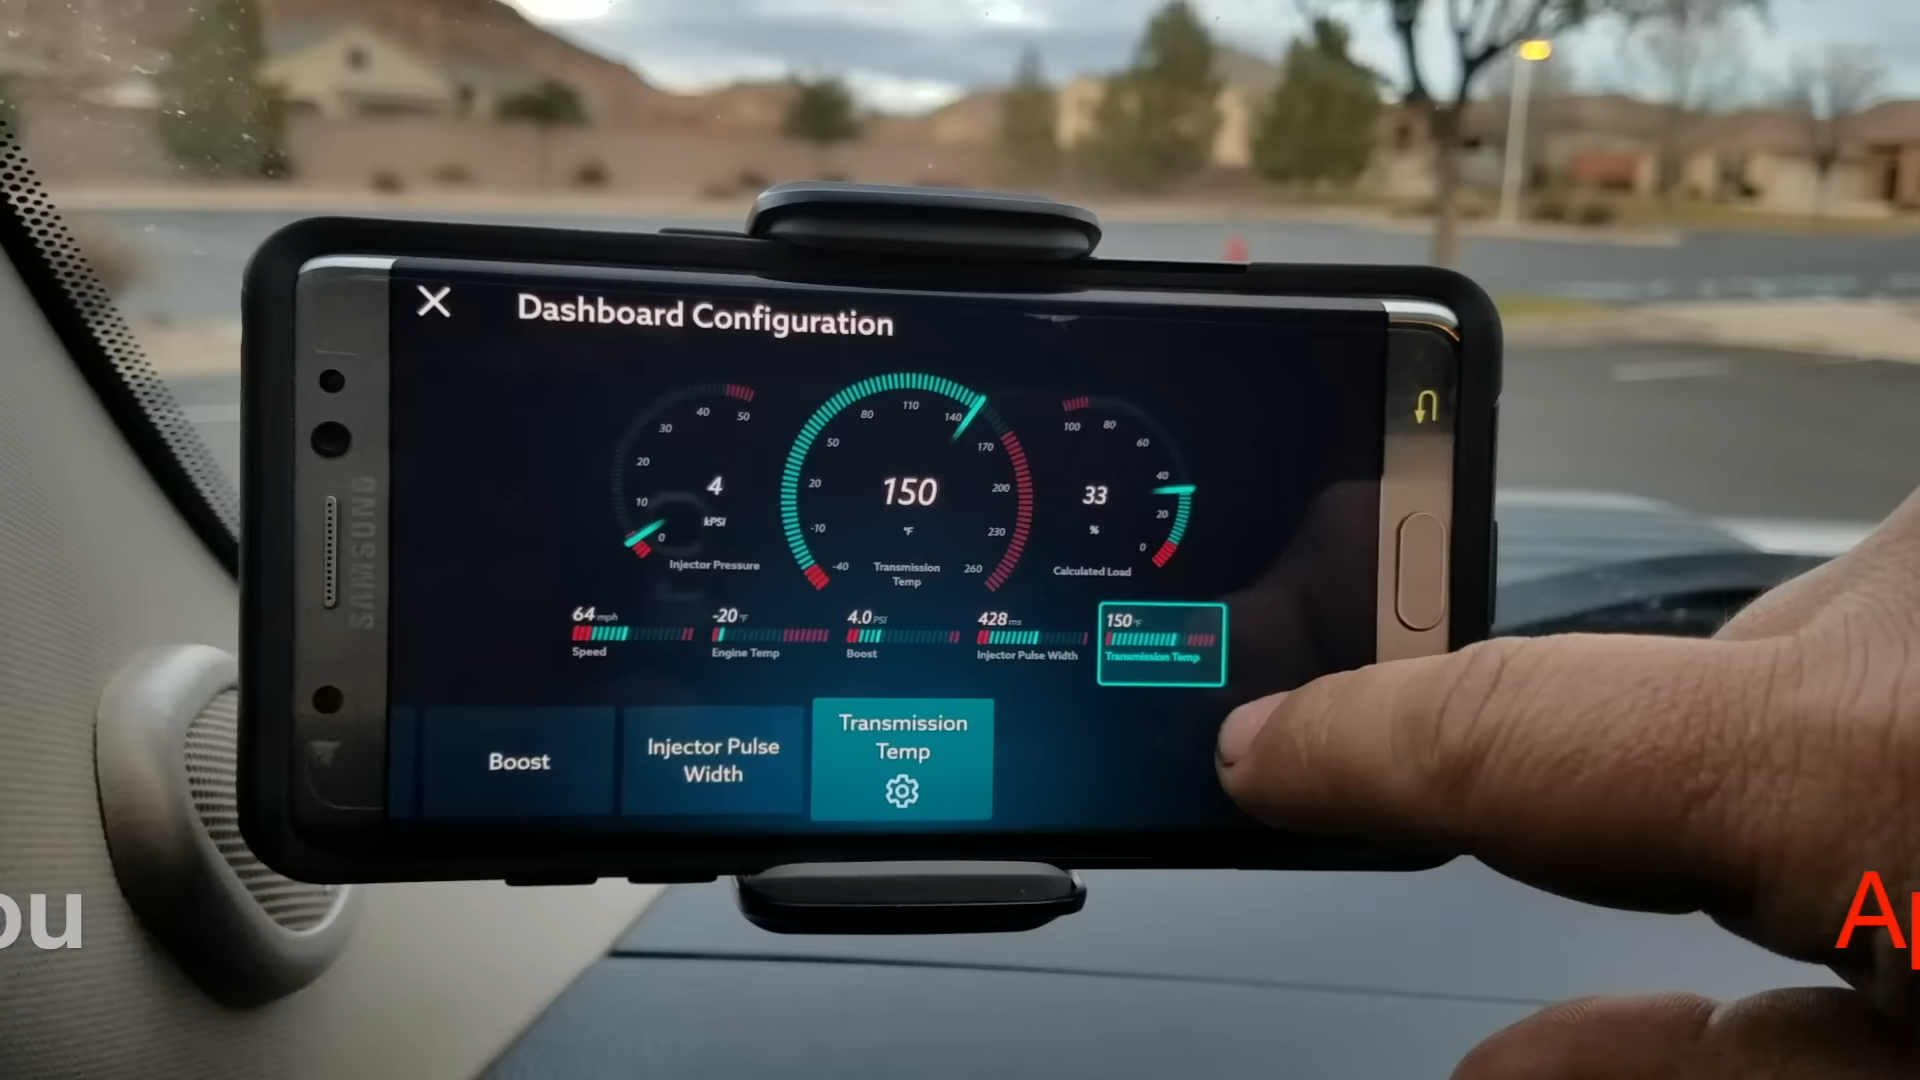 Dashboard Configuration
40 50
30
20
10
0
4
kPSI
Injector Pressure
110
80 140
50 170
20 200
-10 230
-40 260
150
°F
Transmission
Temp
100 80
60
40
20
0
33
%
Calculated Load
64 mph
Speed
-20 °F
Engine Temp
4.0 PSI
Boost
428 ms
Injector Pulse Width
150 °F
Transmission Temp
Boost
Injector Pulse
Width
Transmission
Temp
SAMSUNG
ou
Ap